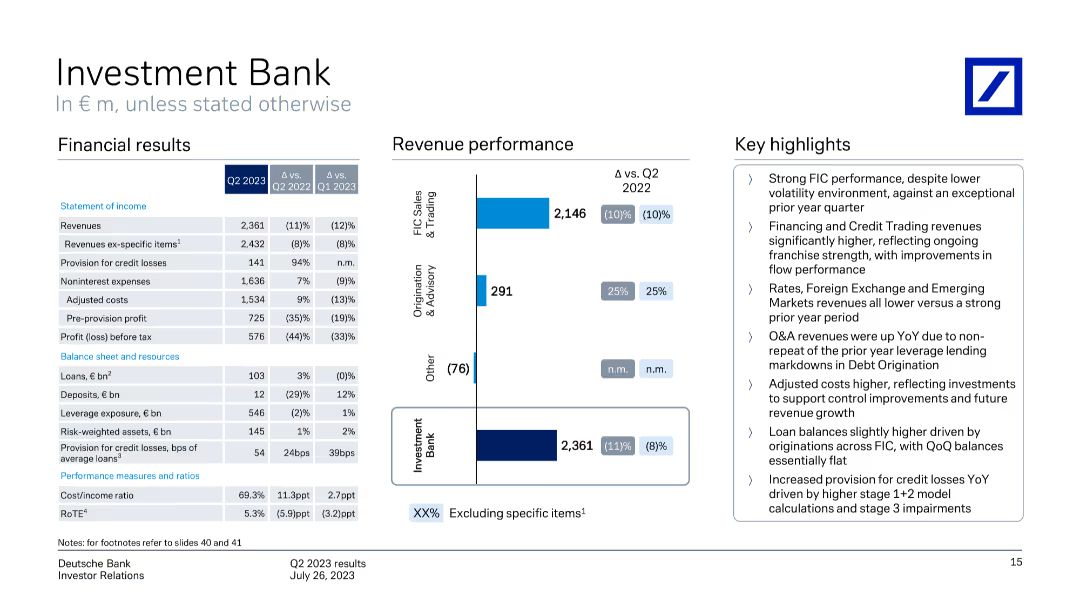 Investment Bank
In € m, unless stated otherwise
Financial results
Q2 2023
Δ vs.
Q2 2022
Δ vs.
Q1 2023
Statement of income
Revenues 2,361 (11)% (12)%
Revenues ex-specific items1 2,432 (8)% (8)%
Provision for credit losses 141 94% n.m.
Noninterest expenses 1,636 7% (9)%
Adjusted costs 1,534 9% (13)%
Pre-provision profit 725 (35)% (19)%
Profit (loss) before tax 576 (44)% (33)%
Balance sheet and resources
Loans, € bn2 103 3% (0)%
Deposits, € bn 12 (29)% 12%
Leverage exposure, € bn 546 (2)% 1%
Risk-weighted assets, € bn 145 1% 2%
Provision for credit losses, bps of
average loans3 54 24bps 39bps
Performance measures and ratios
Cost/income ratio 69.3% 11.3ppt 2.7ppt
RoTE4 5.3% (5.9)ppt (3.2)ppt
Revenue performance
Δ vs. Q2
2022
FIC Sales
& Trading
2,146 (10)% (10)%
Origination
& Advisory
291 25% 25%
Other
(76) n.m. n.m.
Investment
Bank
2,361 (11)% (8)%
XX% Excluding specific items1
Key highlights
〉 Strong FIC performance, despite lower
volatility environment, against an exceptional
prior year quarter
〉 Financing and Credit Trading revenues
significantly higher, reflecting ongoing
franchise strength, with improvements in
flow performance
〉 Rates, Foreign Exchange and Emerging
Markets revenues all lower versus a strong
prior year period
〉 O&A revenues were up YoY due to non-
repeat of the prior year leverage lending
markdowns in Debt Origination
〉 Adjusted costs higher, reflecting investments
to support control improvements and future
revenue growth
〉 Loan balances slightly higher driven by
originations across FIC, with QoQ balances
essentially flat
〉 Increased provision for credit losses YoY
driven by higher stage 1+2 model
calculations and stage 3 impairments
Notes: for footnotes refer to slides 40 and 41
Deutsche Bank
Investor Relations
Q2 2023 results
July 26, 2023
15